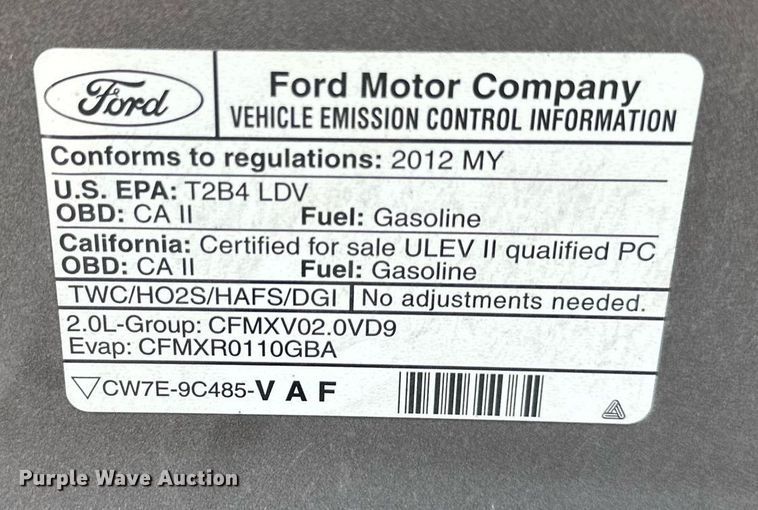 Ford
Ford Motor Company
VEHICLE EMISSION CONTROL INFORMATION
Conforms to regulations: 2012 MY
U.S. EPA: T2B4 LDV
OBD: CA II Fuel: Gasoline
California: Certified for sale ULEV II qualified PC
OBD: CA II Fuel: Gasoline
TWC/HO2S/HAFS/DGI No adjustments needed.
2.0L-Group: CFMXV02.0VD9
Evap: CFMXR0110GBA
CW7E-9C485-VAF
Purple Wave Auction